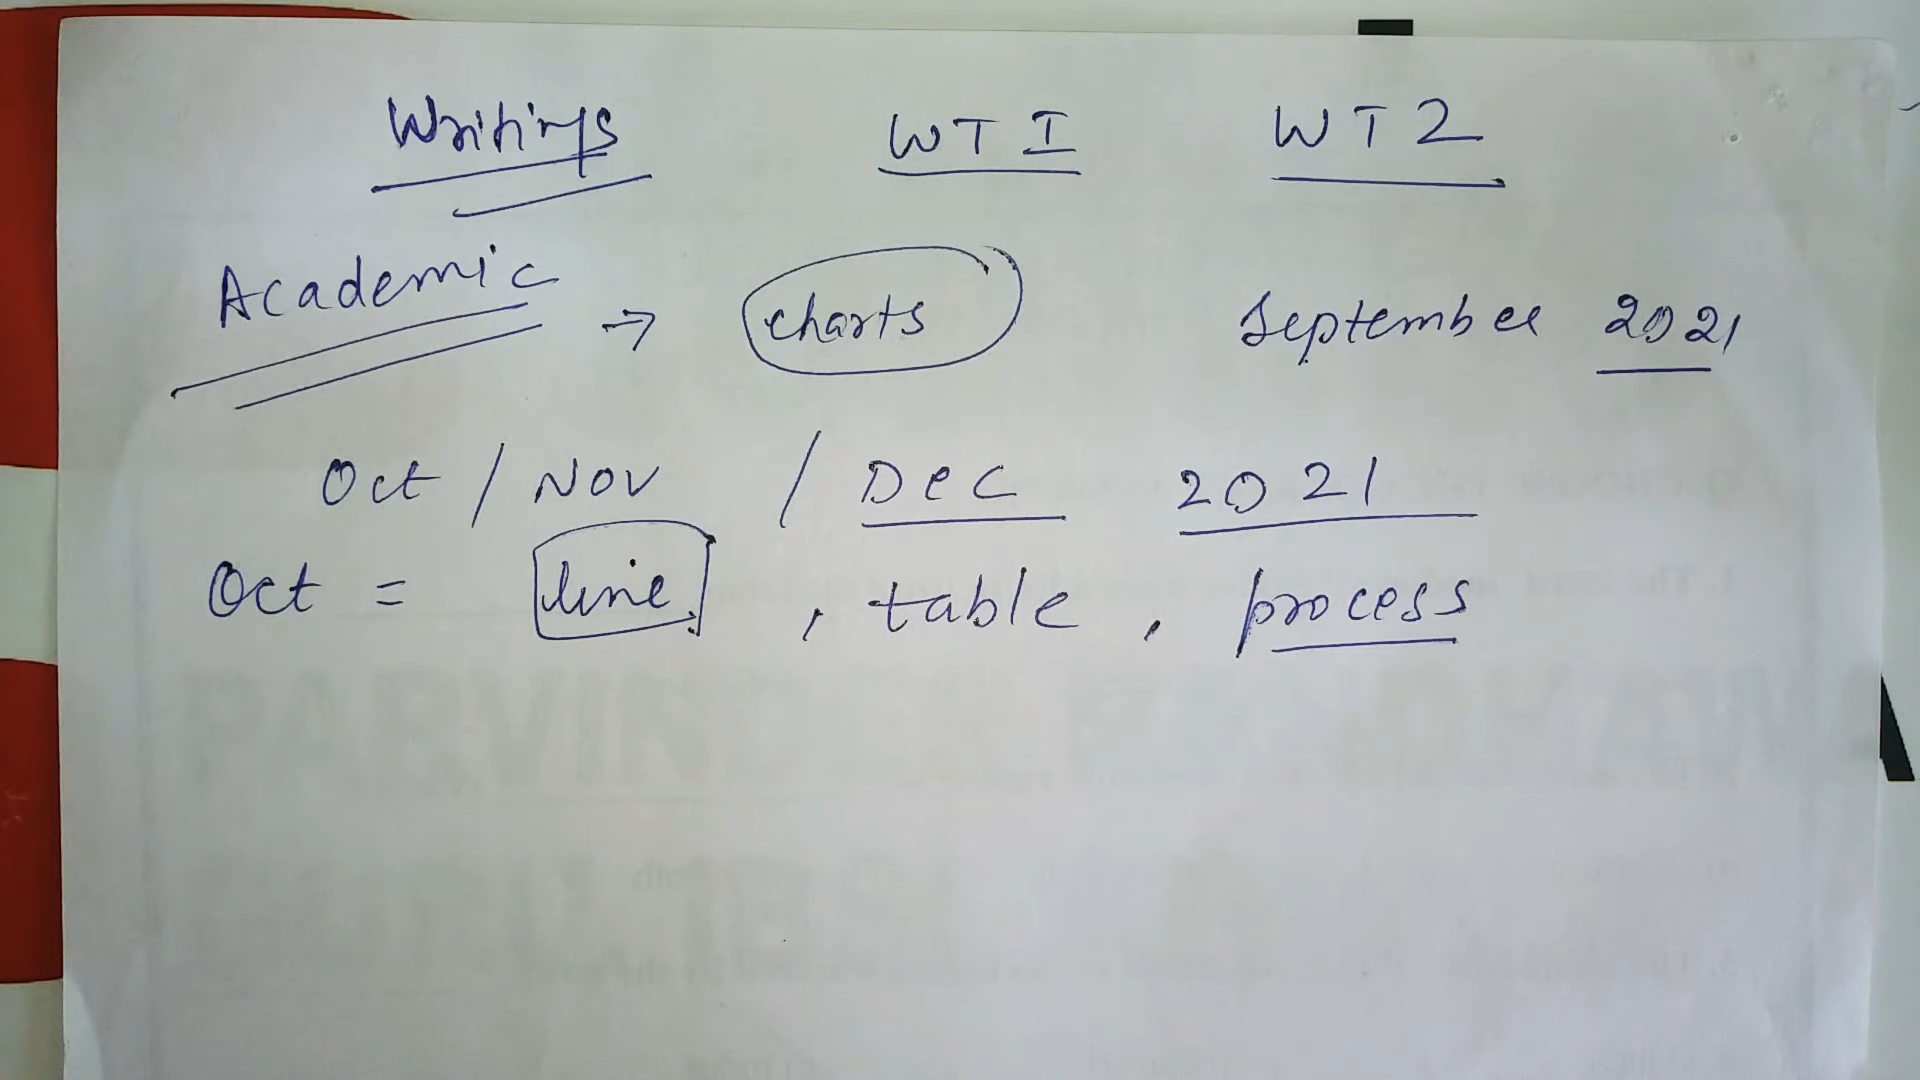 Writings WT I WT 2
Academic → charts September 2021
Oct / Nov / Dec 2021
Oct = line , table , process